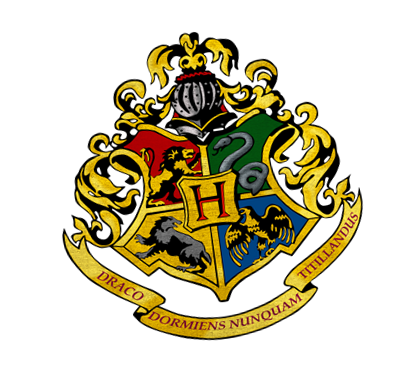 H
DRACO
DORMIENS NUNQUAM
TITILLANDUS